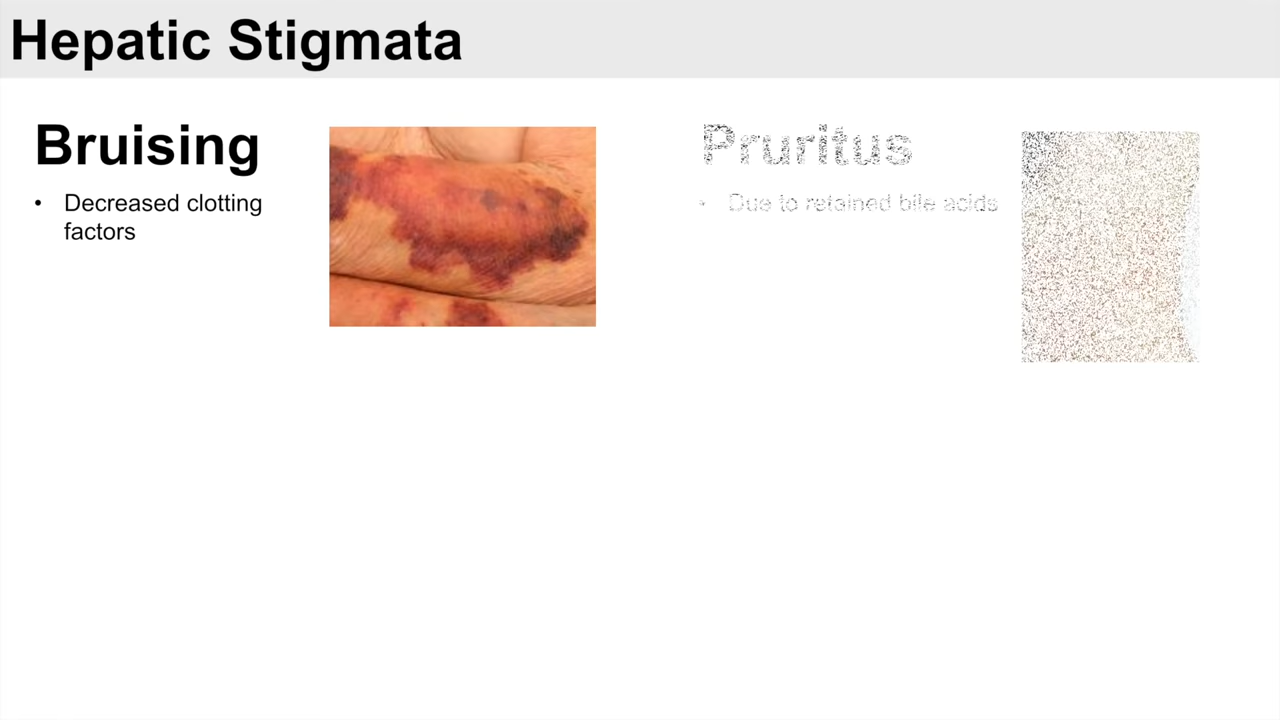 Hepatic Stigmata
Bruising
• Decreased clotting
factors
Pruritus
• Due to retained bile acids